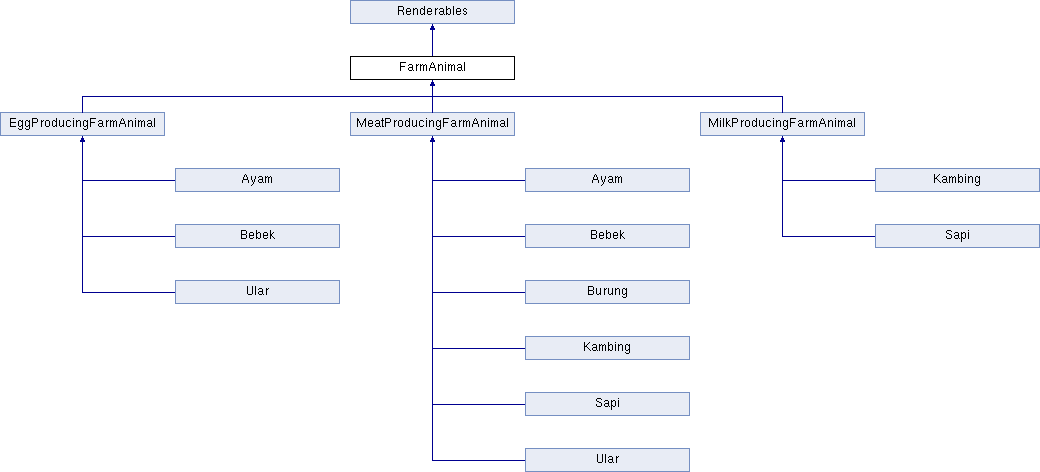 Renderables
FarmAnimal
EggProducingFarmAnimal
MeatProducingFarmAnimal
MilkProducingFarmAnimal
Ayam
Ayam
Kambing
Bebek
Bebek
Sapi
Ular
Burung
Kambing
Sapi
Ular